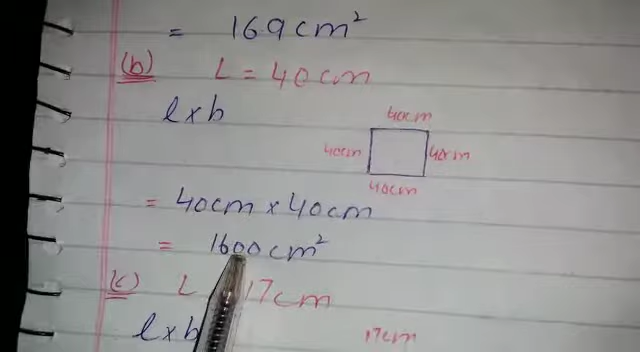 = 169cm²
(b) L = 40cm
l x b
40cm
40cm 40cm
40cm
= 40cm x 40cm
= 1600cm²
(c) L 17cm
l x b 17cm